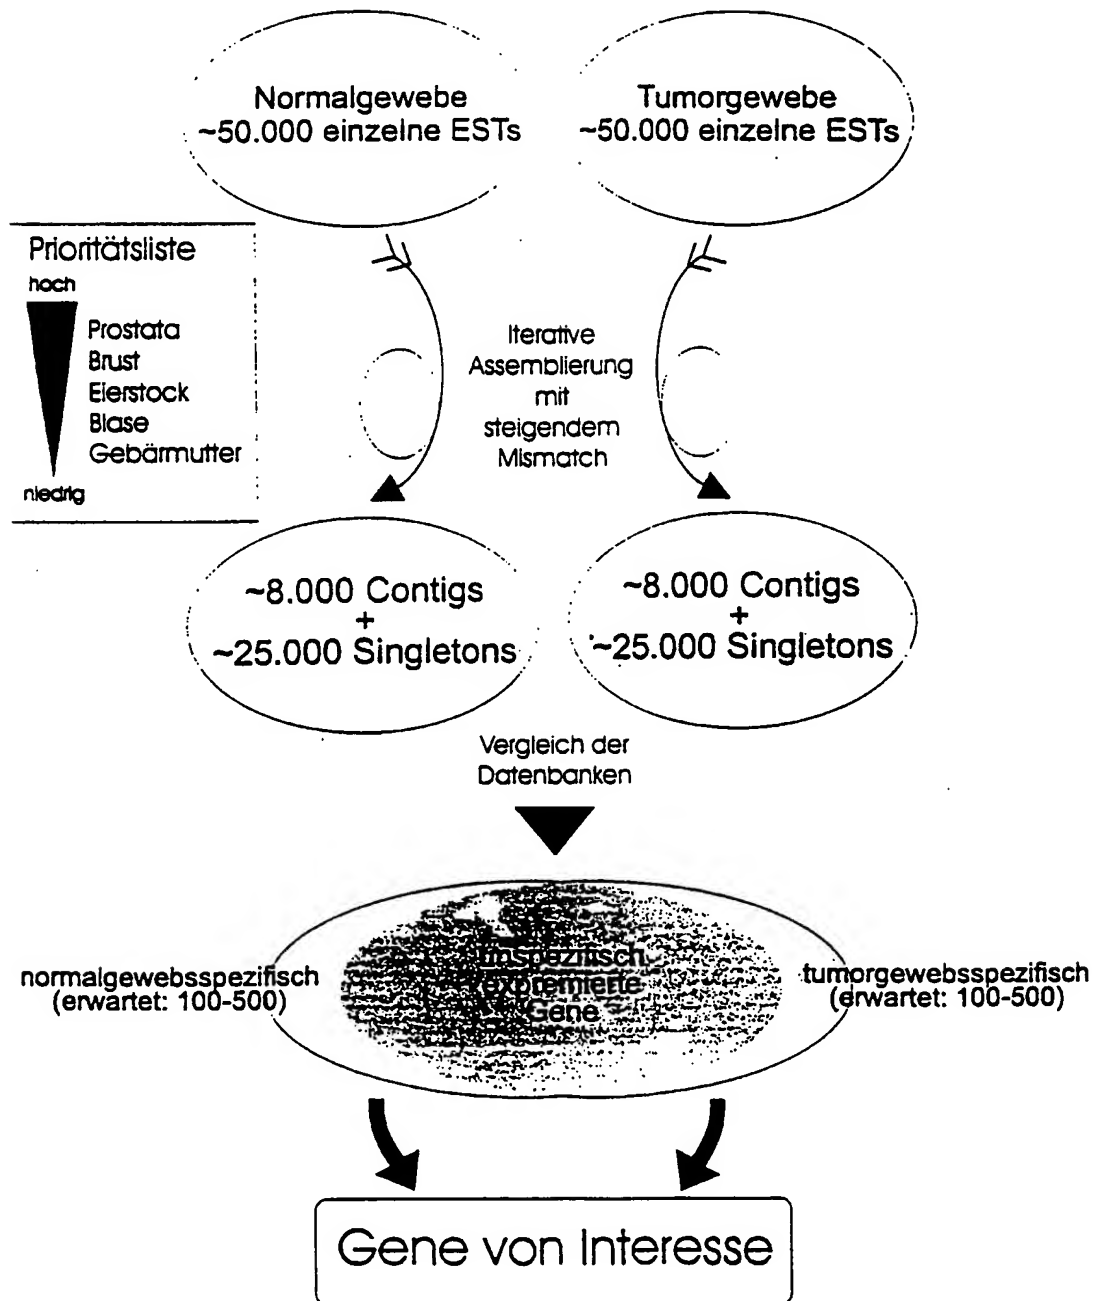 Normalgewebe
~50.000 einzelne ESTs
Tumorgewebe
~50.000 einzelne ESTs
Prioritätsliste
hoch
Prostata
Brust
Eierstock
Blase
Gebärmutter
niedrig
Iterative
Assemblierung
mit
steigendem
Mismatch
~8.000 Contigs
+
~25.000 Singletons
~8.000 Contigs
+
~25.000 Singletons
Vergleich der
Datenbanken
normalgewebsspezifisch
(erwartet: 100-500)
unspezifisch
expremierte
Gene
tumorgewebsspezifisch
(erwartet: 100-500)
Gene von Interesse